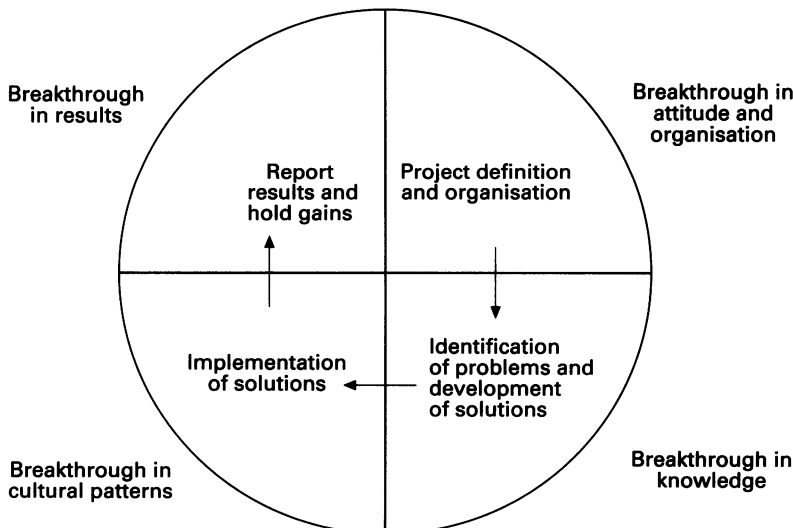 Breakthrough
in results
Breakthrough in
attitude and
organisation
Report
results and
hold gains
Project definition
and organisation
Implementation
of solutions
Identification
of problems and
development
of solutions
Breakthrough in
cultural patterns
Breakthrough in
knowledge